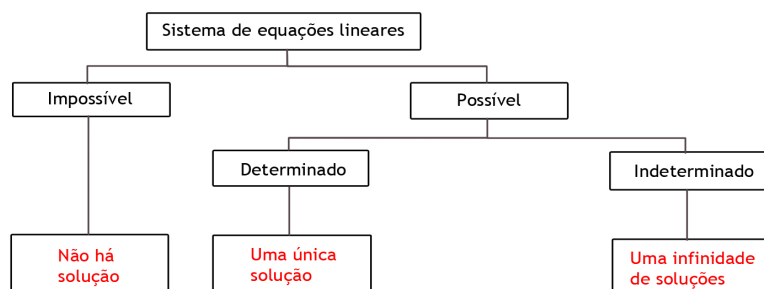 Sistema de equações lineares
Impossível
Possível
Determinado
Indeterminado
Não há
solução
Uma única
solução
Uma infinidade
de soluções